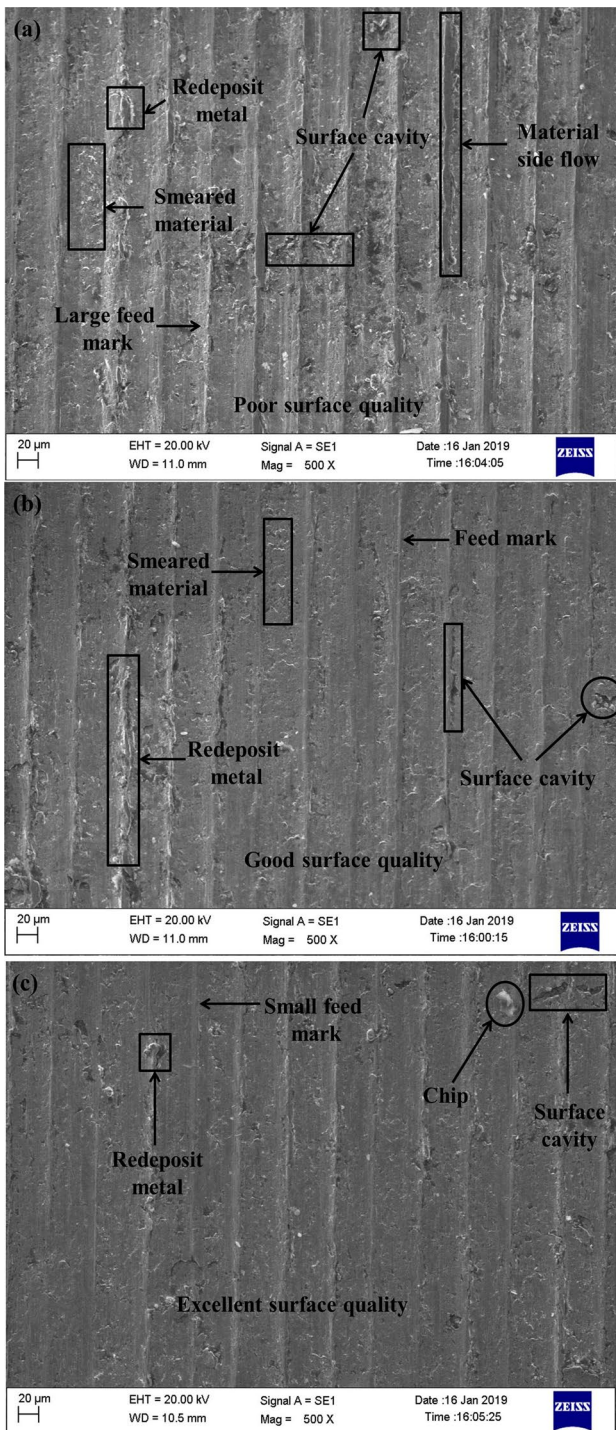 (a)
Redeposit
metal
Surface cavity
Material
side flow
Smeared
material
Large feed
mark
Poor surface quality
20 µm
EHT = 20.00 kV
WD = 11.0 mm
Signal A = SE1
Mag = 500 X
Date :16 Jan 2019
Time :16:04:05
ZEISS
(b)
Feed mark
Smeared
material
Redeposit
metal
Surface cavity
Good surface quality
20 µm
EHT = 20.00 kV
WD = 11.0 mm
Signal A = SE1
Mag = 500 X
Date :16 Jan 2019
Time :16:00:15
ZEISS
(c)
Small feed
mark
Chip
Surface
cavity
Redeposit
metal
Excellent surface quality
20 µm
EHT = 20.00 kV
WD = 10.5 mm
Signal A = SE1
Mag = 500 X
Date :16 Jan 2019
Time :16:05:25
ZEISS